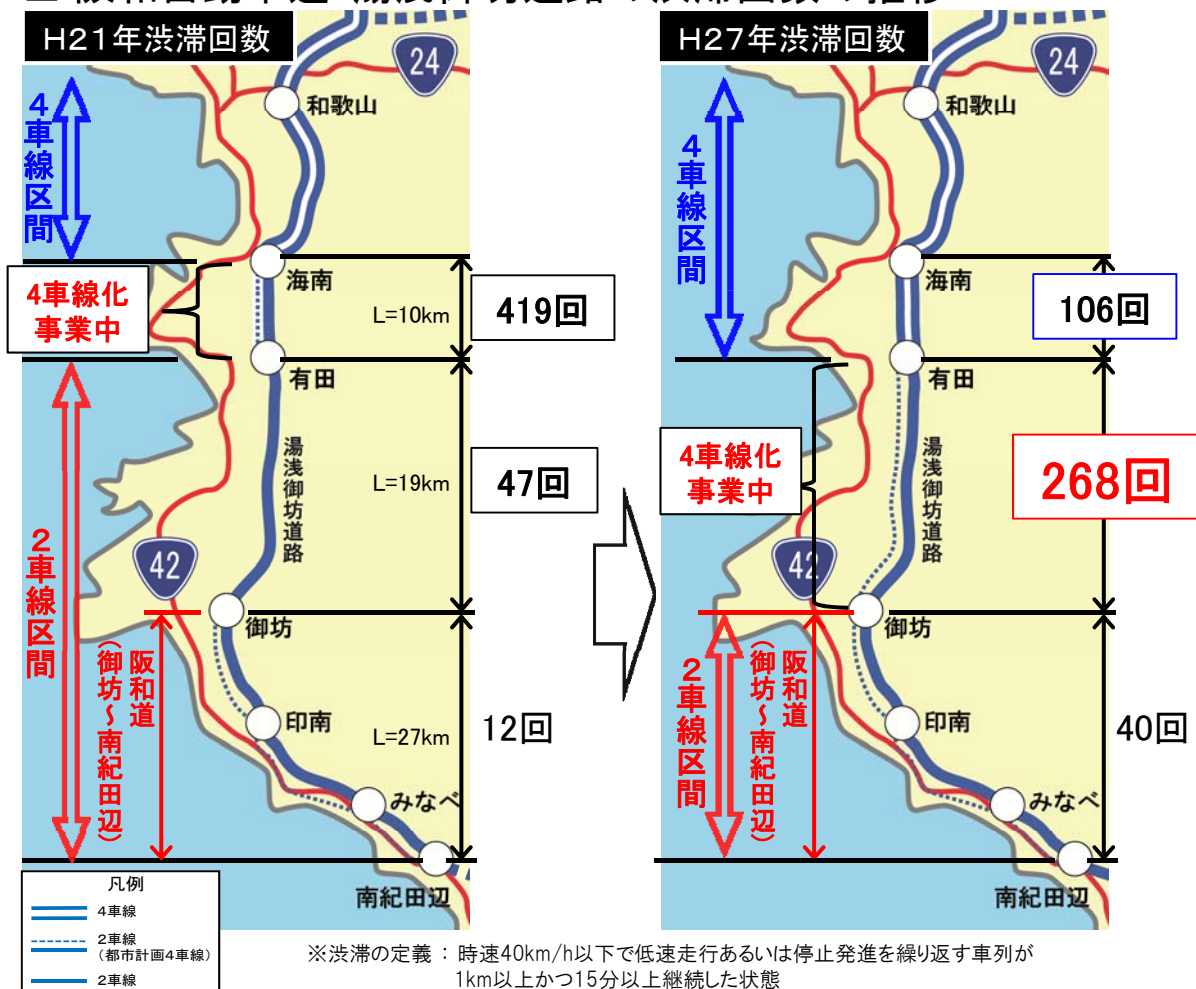 H21年渋滞回数
24
和歌山
4車線区間
海南
4車線化
事業中
L=10km
419回
有田
湯浅御坊道路
L=19km
47回
2車線区間
42
御坊
阪和道
(御坊~南紀田辺)
印南
L=27km
12回
みなべ
南紀田辺
凡例
4車線
2車線
(都市計画4車線)
2車線
H27年渋滞回数
24
和歌山
4車線区間
海南
106回
有田
4車線化
事業中
湯浅御坊道路
268回
42
御坊
2車線区間
阪和道
(御坊~南紀田辺)
印南
40回
みなべ
南紀田辺
※渋滞の定義：時速40km/h以下で低速走行あるいは停止発進を繰り返す車列が
1km以上かつ15分以上継続した状態